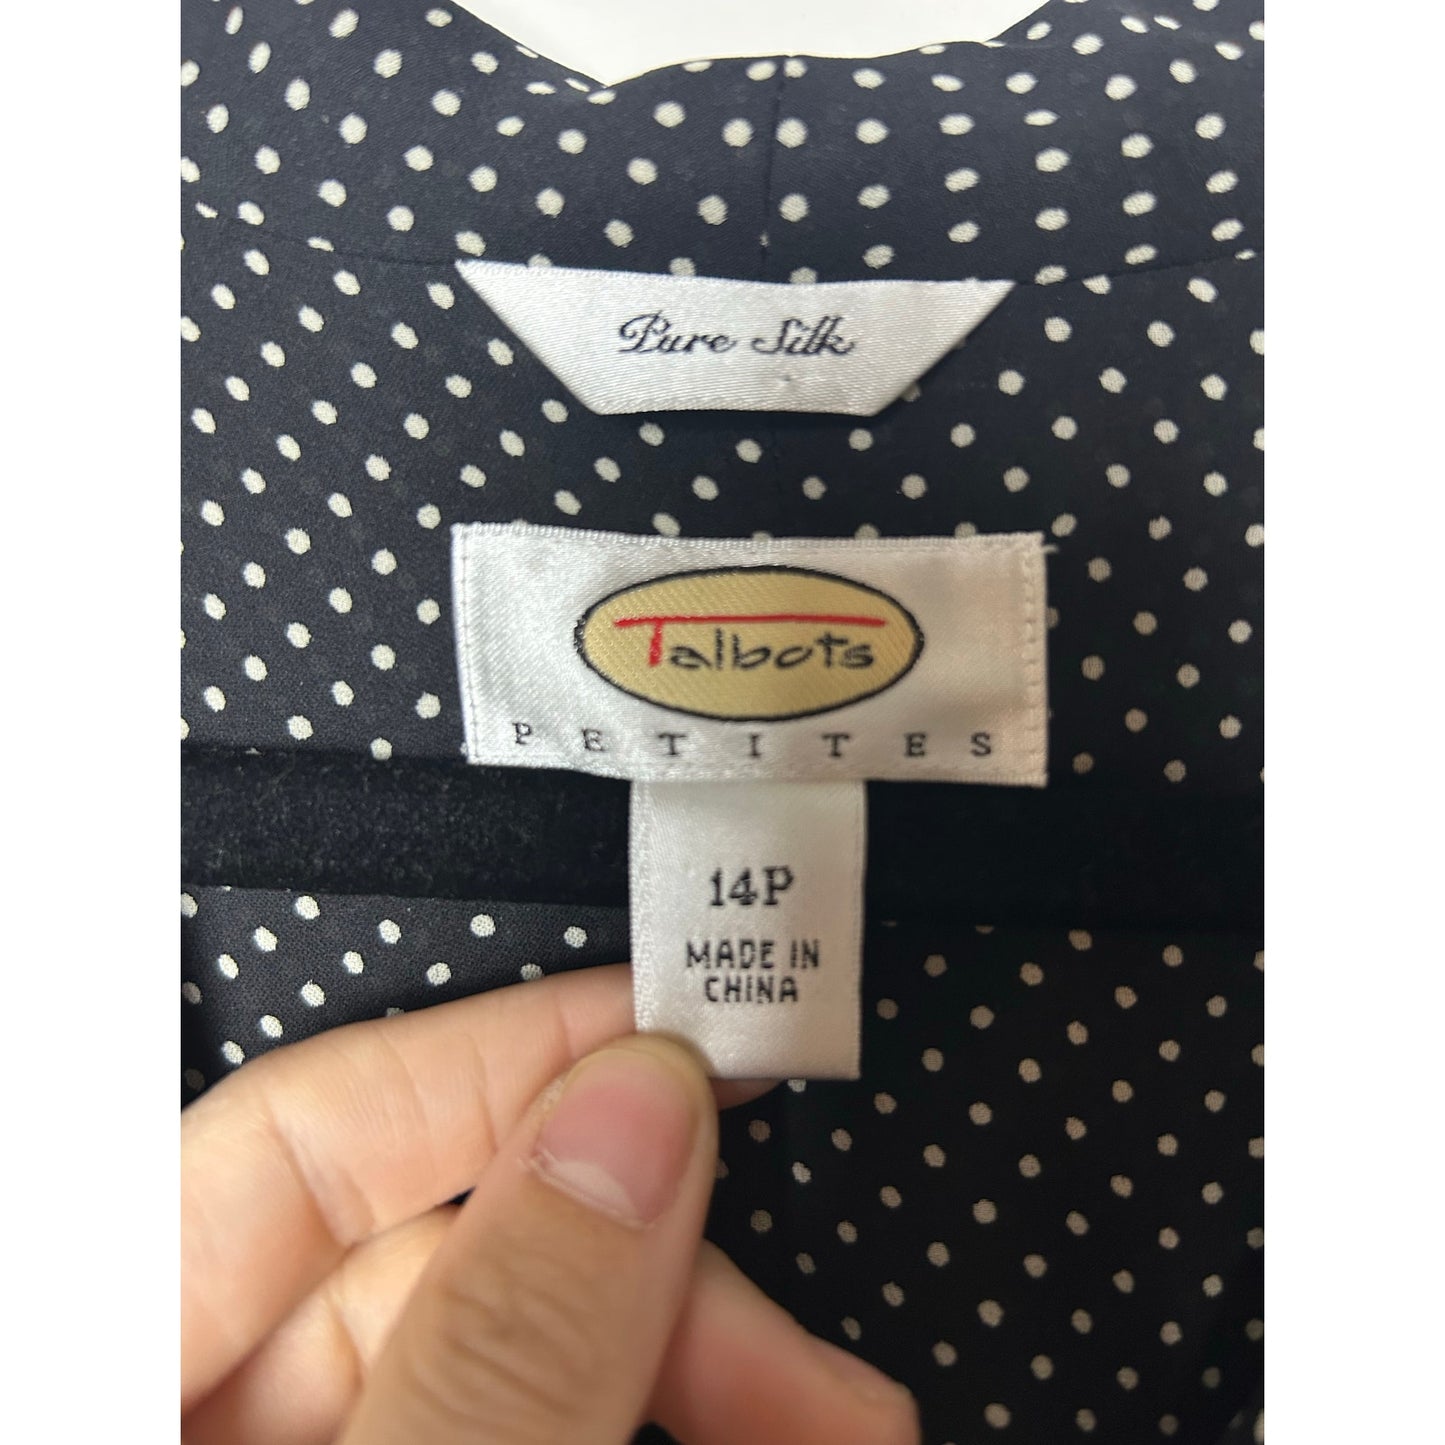 Pure Silk
Talbots
PETITES
14P
MADE IN
CHINA